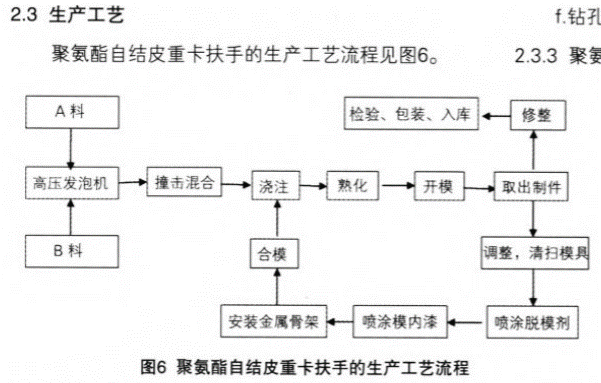 2.3 生产工艺
f.钻孔
聚氨酯自结皮重卡扶手的生产工艺流程见图6。
2.3.3 聚氨
A 料
检验、包装、入库
修整
高压发泡机
撞击混合
浇注
熟化
开模
取出制件
B 料
合模
调整,清扫模具
安装金属骨架
喷涂模内漆
喷涂脱模剂
图6 聚氨酯自结皮重卡扶手的生产工艺流程